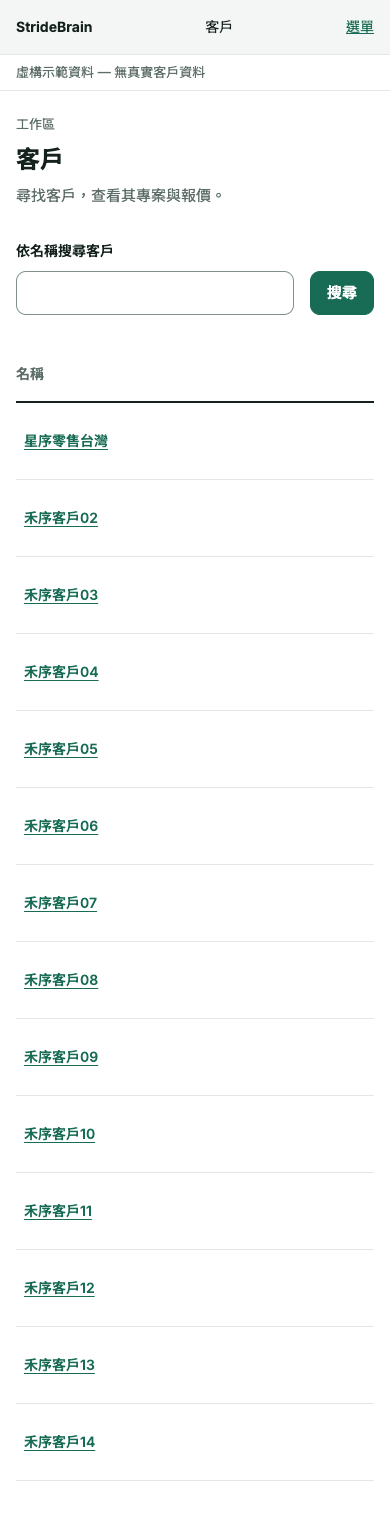 StrideBrain 客戶 選單
虛構示範資料 — 無真實客戶資料
工作區
客戶
尋找客戶，查看其專案與報價。
依名稱搜尋客戶
搜尋
名稱
星序零售台灣
禾序客戶02
禾序客戶03
禾序客戶04
禾序客戶05
禾序客戶06
禾序客戶07
禾序客戶08
禾序客戶09
禾序客戶10
禾序客戶11
禾序客戶12
禾序客戶13
禾序客戶14